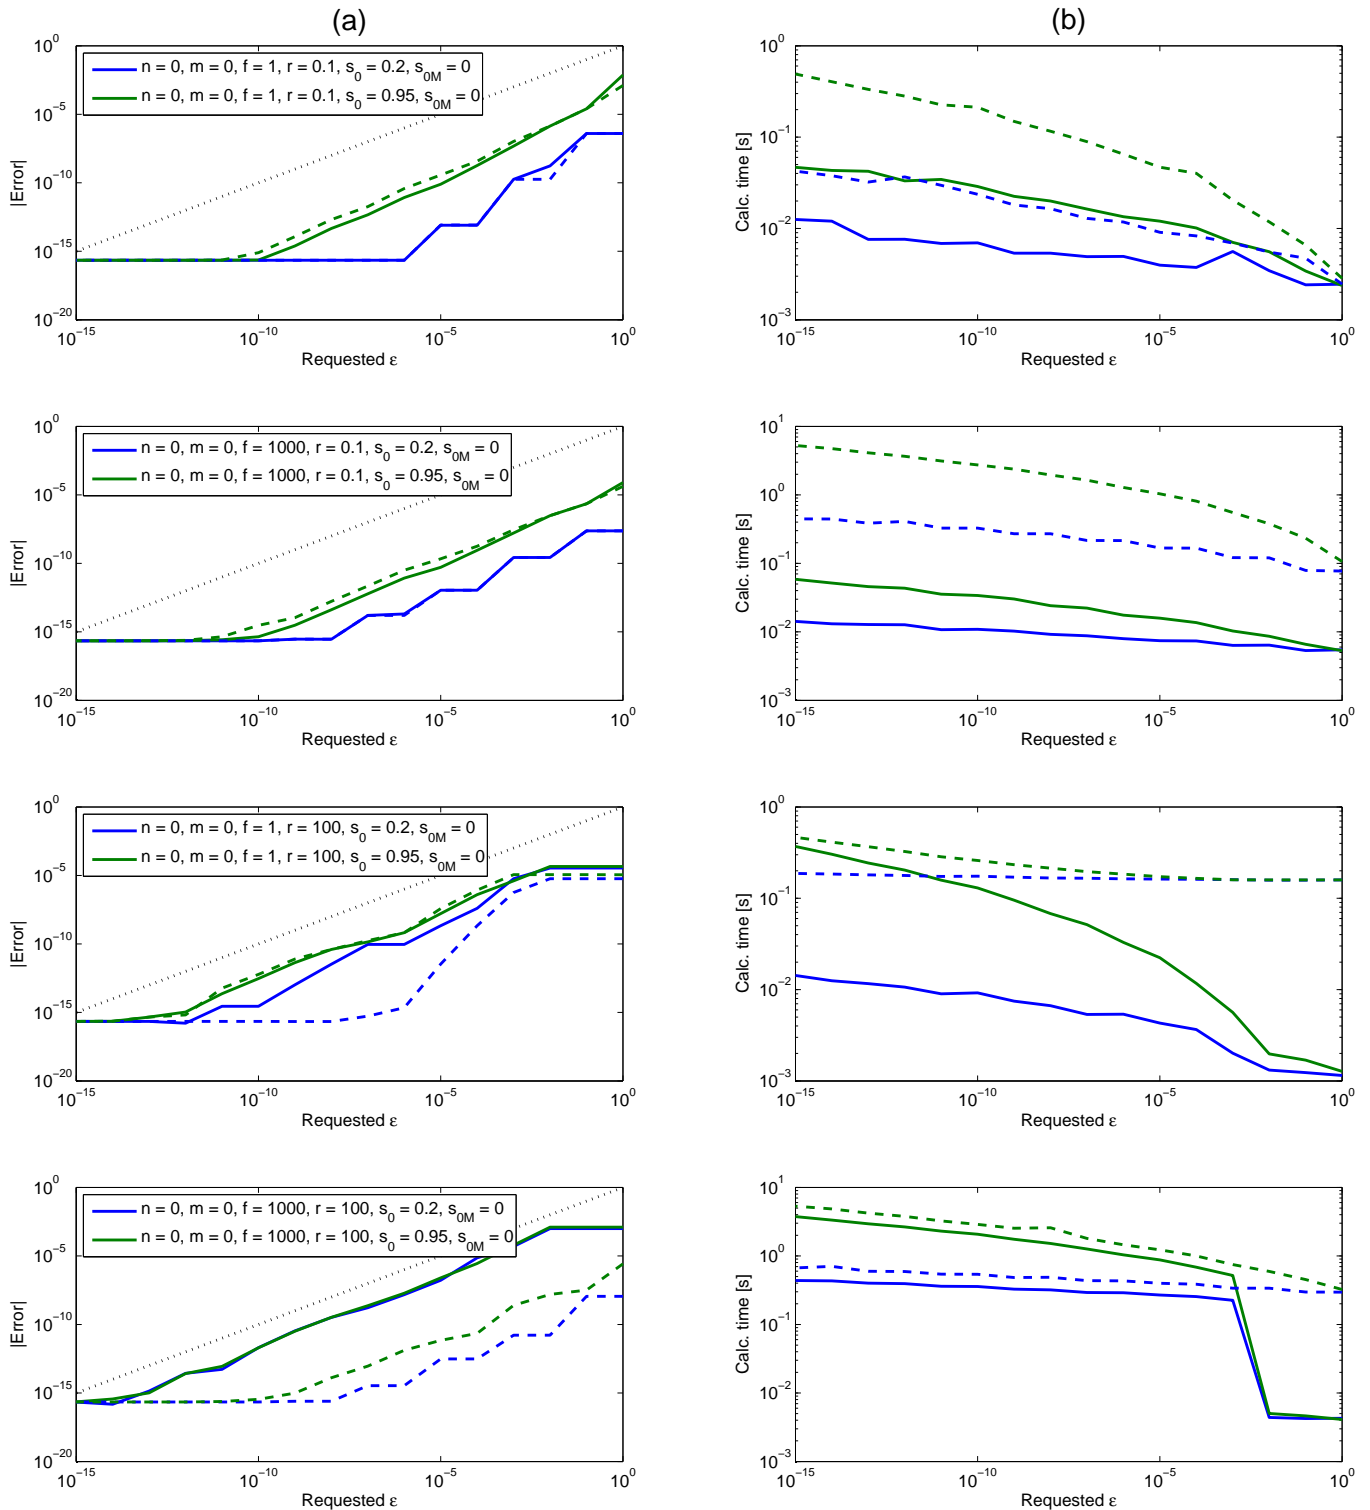 (a)
(b)
n = 0, m = 0, f = 1, r = 0.1, s_0 = 0.2, s_0M = 0
n = 0, m = 0, f = 1, r = 0.1, s_0 = 0.95, s_0M = 0
|Error|
10^0
10^−5
10^−10
10^−15
10^−20
10^−15
10^−10
10^−5
10^0
Requested ε
Calc. time [s]
10^0
10^−1
10^−2
10^−3
10^−15
10^−10
10^−5
10^0
Requested ε
n = 0, m = 0, f = 1000, r = 0.1, s_0 = 0.2, s_0M = 0
n = 0, m = 0, f = 1000, r = 0.1, s_0 = 0.95, s_0M = 0
|Error|
10^0
10^−5
10^−10
10^−15
10^−20
10^−15
10^−10
10^−5
10^0
Requested ε
Calc. time [s]
10^1
10^0
10^−1
10^−2
10^−3
10^−15
10^−10
10^−5
10^0
Requested ε
n = 0, m = 0, f = 1, r = 100, s_0 = 0.2, s_0M = 0
n = 0, m = 0, f = 1, r = 100, s_0 = 0.95, s_0M = 0
|Error|
10^0
10^−5
10^−10
10^−15
10^−20
10^−15
10^−10
10^−5
10^0
Requested ε
Calc. time [s]
10^0
10^−1
10^−2
10^−3
10^−15
10^−10
10^−5
10^0
Requested ε
n = 0, m = 0, f = 1000, r = 100, s_0 = 0.2, s_0M = 0
n = 0, m = 0, f = 1000, r = 100, s_0 = 0.95, s_0M = 0
|Error|
10^0
10^−5
10^−10
10^−15
10^−20
10^−15
10^−10
10^−5
10^0
Requested ε
Calc. time [s]
10^1
10^0
10^−1
10^−2
10^−3
10^−15
10^−10
10^−5
10^0
Requested ε